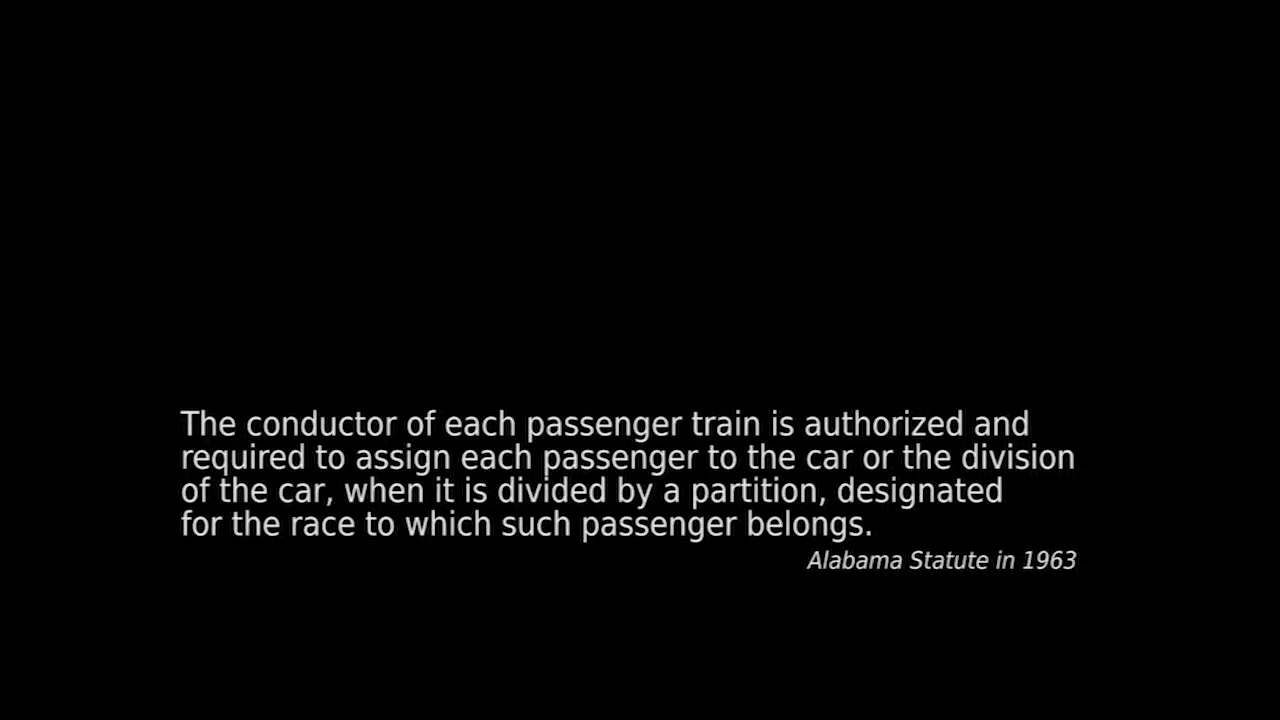 The conductor of each passenger train is authorized and
required to assign each passenger to the car or the division
of the car, when it is divided by a partition, designated
for the race to which such passenger belongs.
Alabama Statute in 1963